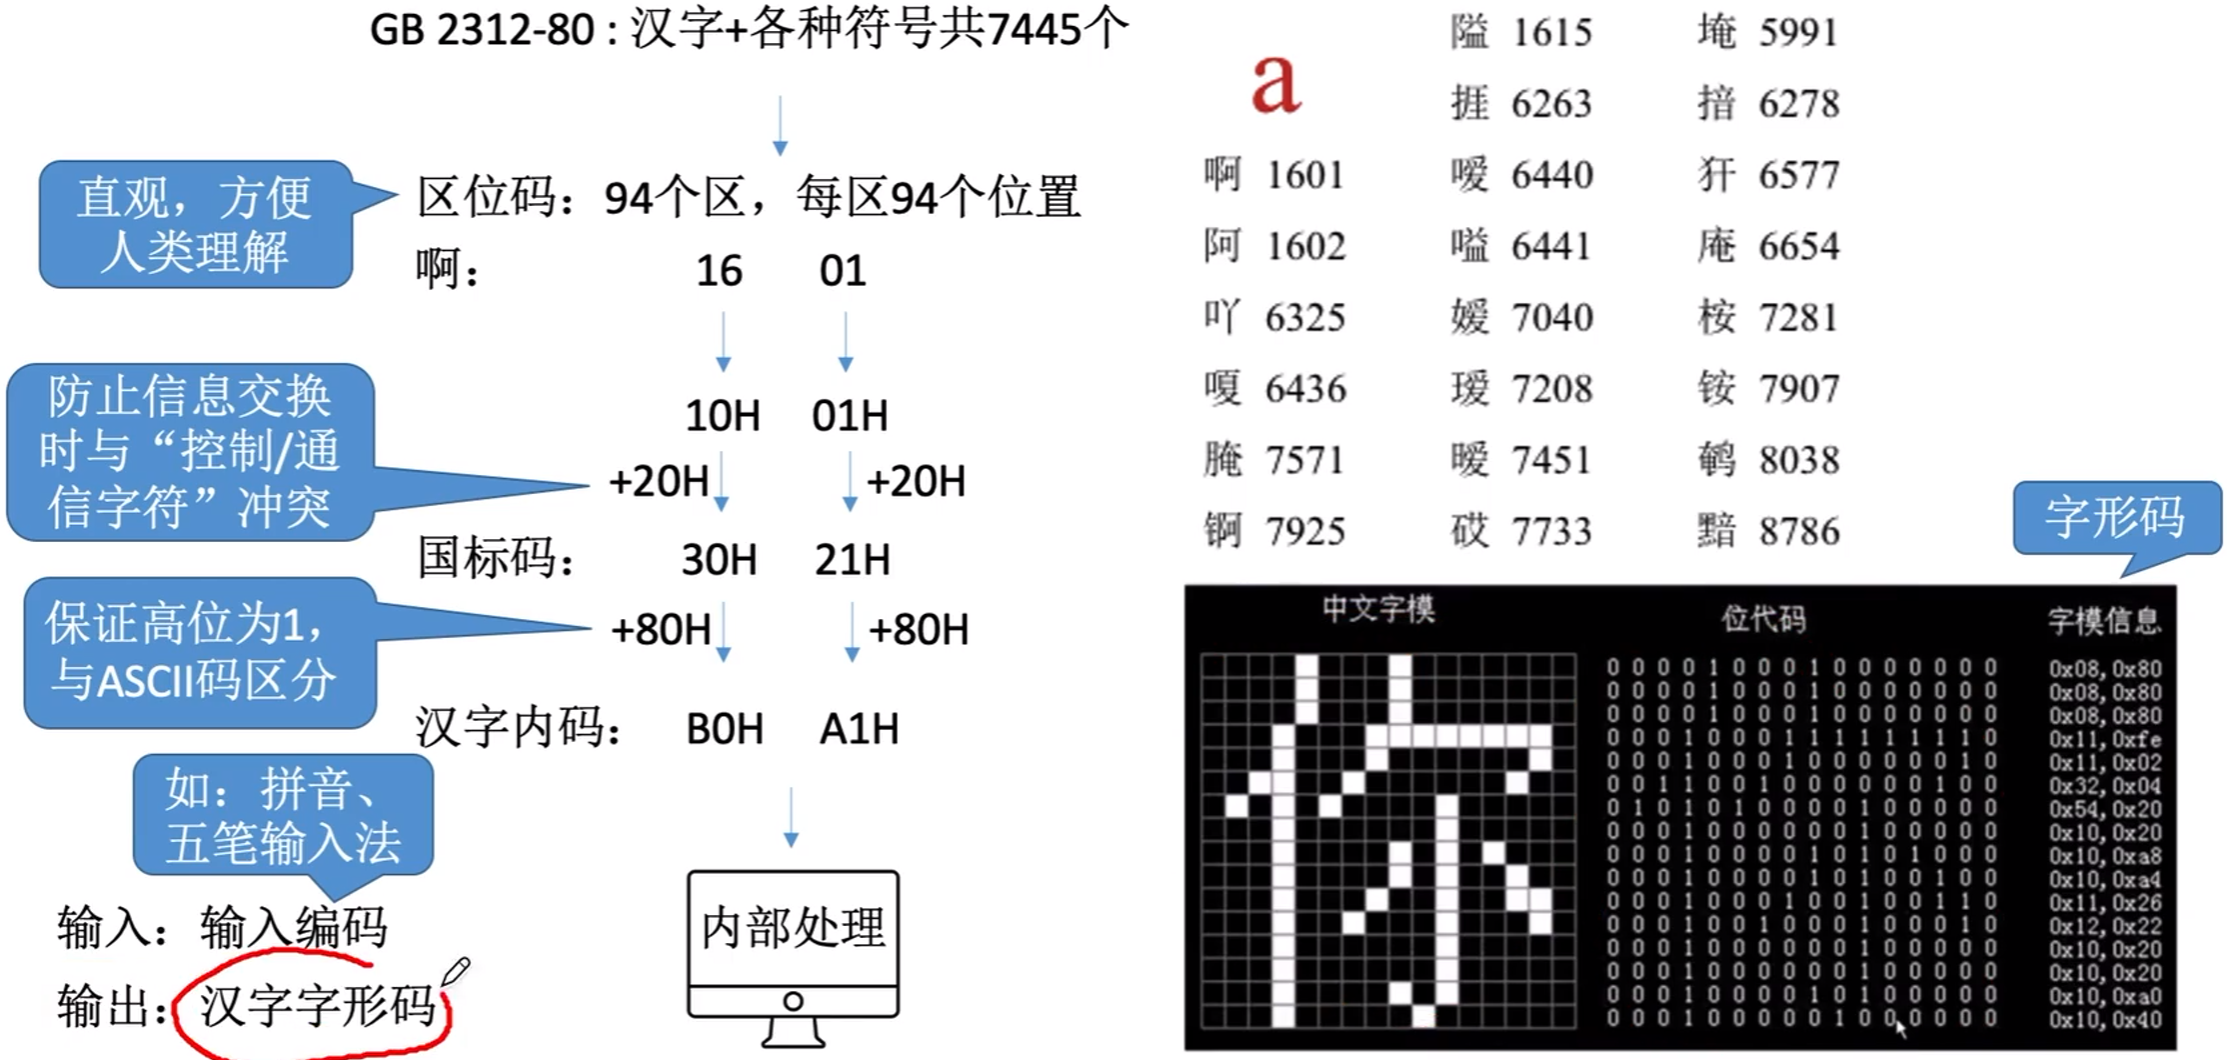 GB 2312-80 : 汉字+各种符号共7445个
直观，方便
人类理解
区位码：94个区，每区94个位置
啊： 16 01
10H 01H
防止信息交换
时与“控制/通
信字符”冲突
+20H +20H
国标码： 30H 21H
保证高位为1，
与ASCII码区分
+80H +80H
汉字内码： B0H A1H
如：拼音、
五笔输入法
输入：输入编码
输出：汉字字形码
内部处理
a
隘 1615 埯 5991
捱 6263 揞 6278
啊 1601 嗳 6440 犴 6577
阿 1602 嗌 6441 庵 6654
吖 6325 嫒 7040 桉 7281
嗄 6436 瑷 7208 铵 7907
腌 7571 暧 7451 鹌 8038
锕 7925 砹 7733 黯 8786
字形码
中文字模 位代码 字模信息
0 0 0 0 1 0 0 0 1 0 0 0 0 0 0 0 0x08,0x80
0 0 0 0 1 0 0 0 1 0 0 0 0 0 0 0 0x08,0x80
0 0 0 0 1 0 0 0 1 0 0 0 0 0 0 0 0x08,0x80
0 0 0 1 0 0 0 1 1 1 1 1 1 1 1 0 0x11,0xfe
0 0 0 1 0 0 0 1 0 0 0 0 0 0 1 0 0x11,0x02
0 0 1 1 0 0 1 0 0 0 0 0 0 1 0 0 0x32,0x04
0 1 0 1 0 1 0 0 0 0 1 0 0 0 0 0 0x54,0x20
0 0 0 1 0 0 0 0 0 0 1 0 0 0 0 0 0x10,0x20
0 0 0 1 0 0 0 0 1 0 1 0 1 0 0 0 0x10,0xa8
0 0 0 1 0 0 0 0 1 0 1 0 0 1 0 0 0x10,0xa4
0 0 0 1 0 0 0 1 0 0 1 0 0 1 1 0 0x11,0x26
0 0 0 1 0 0 1 0 0 0 1 0 0 0 1 0 0x12,0x22
0 0 0 1 0 0 0 0 0 0 1 0 0 0 0 0 0x10,0x20
0 0 0 1 0 0 0 0 0 0 1 0 0 0 0 0 0x10,0x20
0 0 0 1 0 0 0 0 1 0 1 0 0 0 0 0 0x10,0xa0
0 0 0 1 0 0 0 0 0 1 0 0 0 0 0 0 0x10,0x40